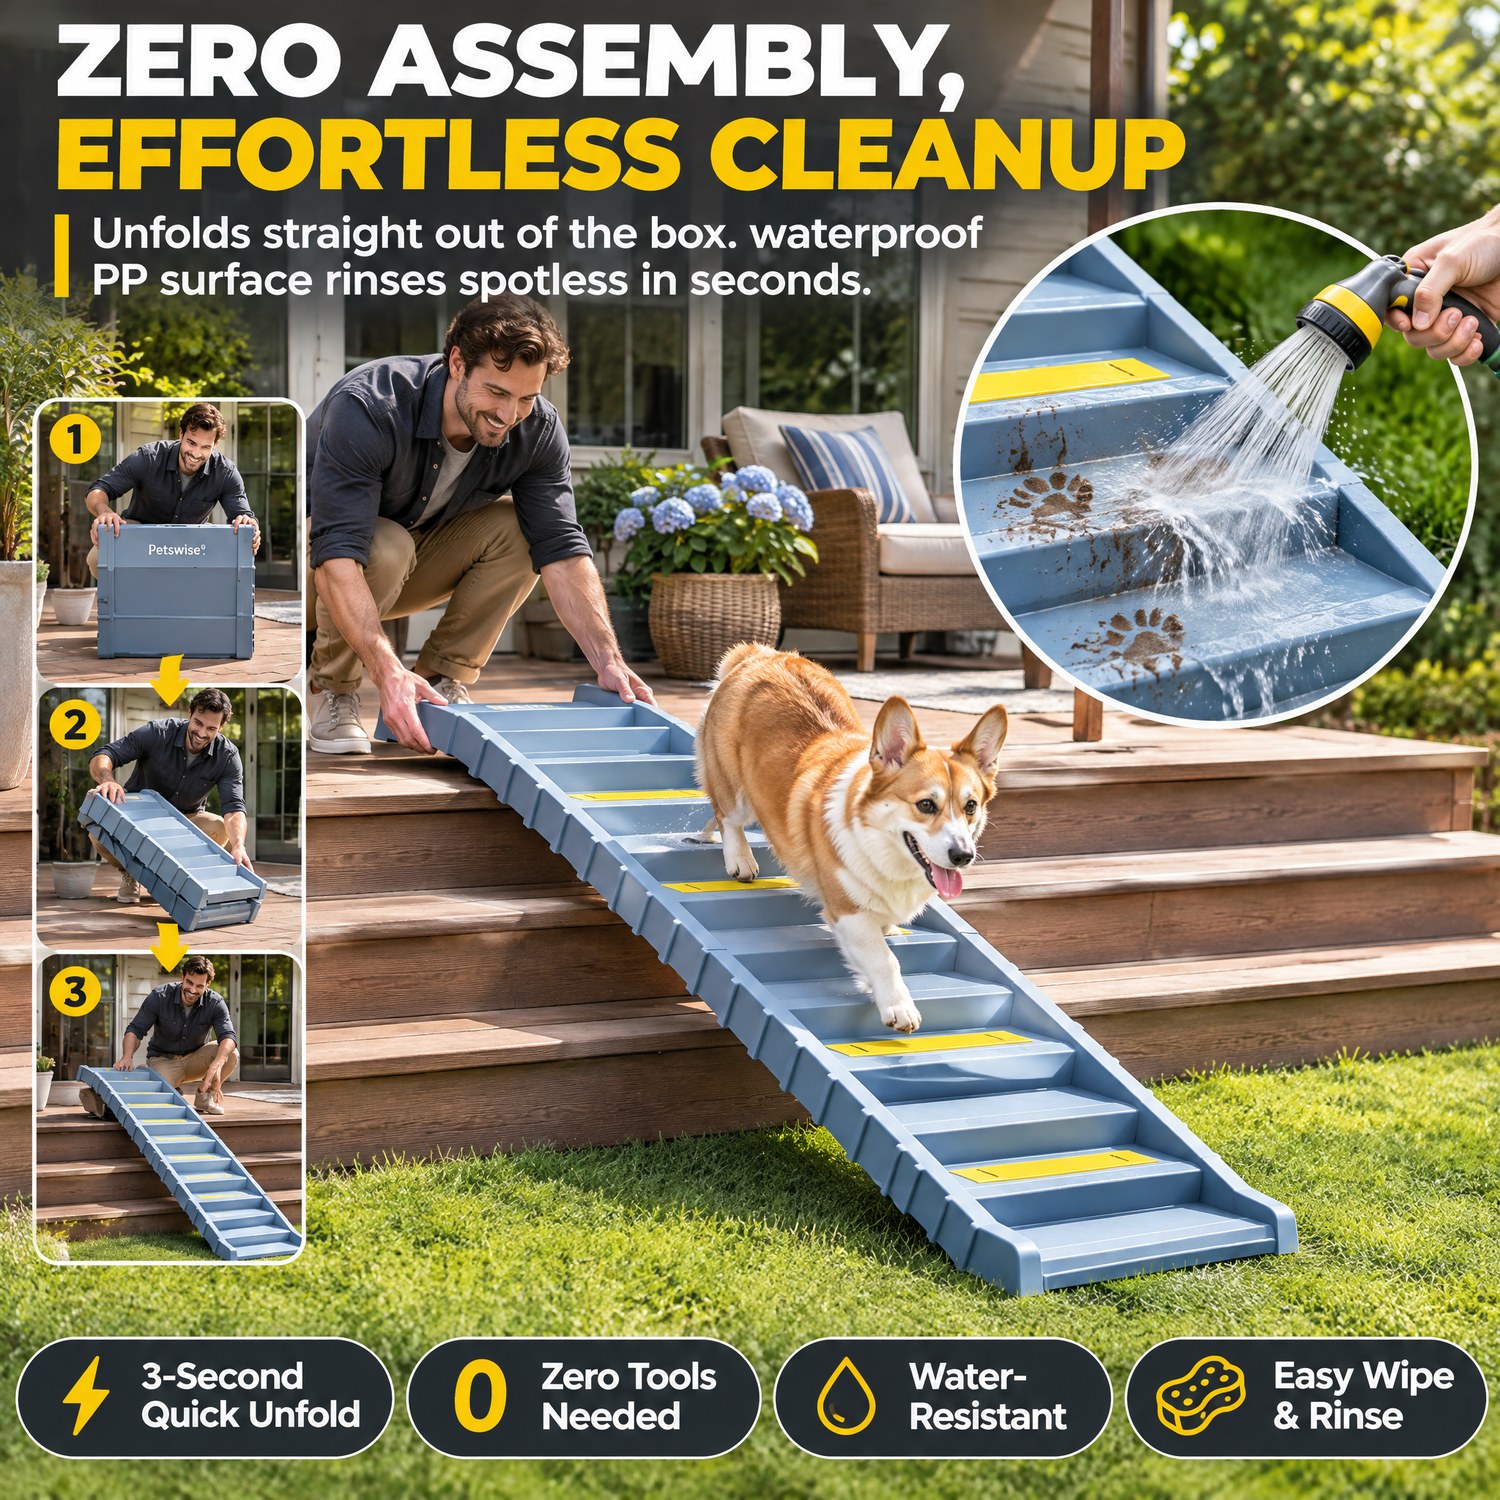 ZERO ASSEMBLY,
EFFORTLESS CLEANUP
Unfolds straight out of the box. waterproof
PP surface rinses spotless in seconds.
1
Petswise
2
3
3-Second
Quick Unfold
0
Zero Tools
Needed
Water-
Resistant
Easy Wipe
& Rinse